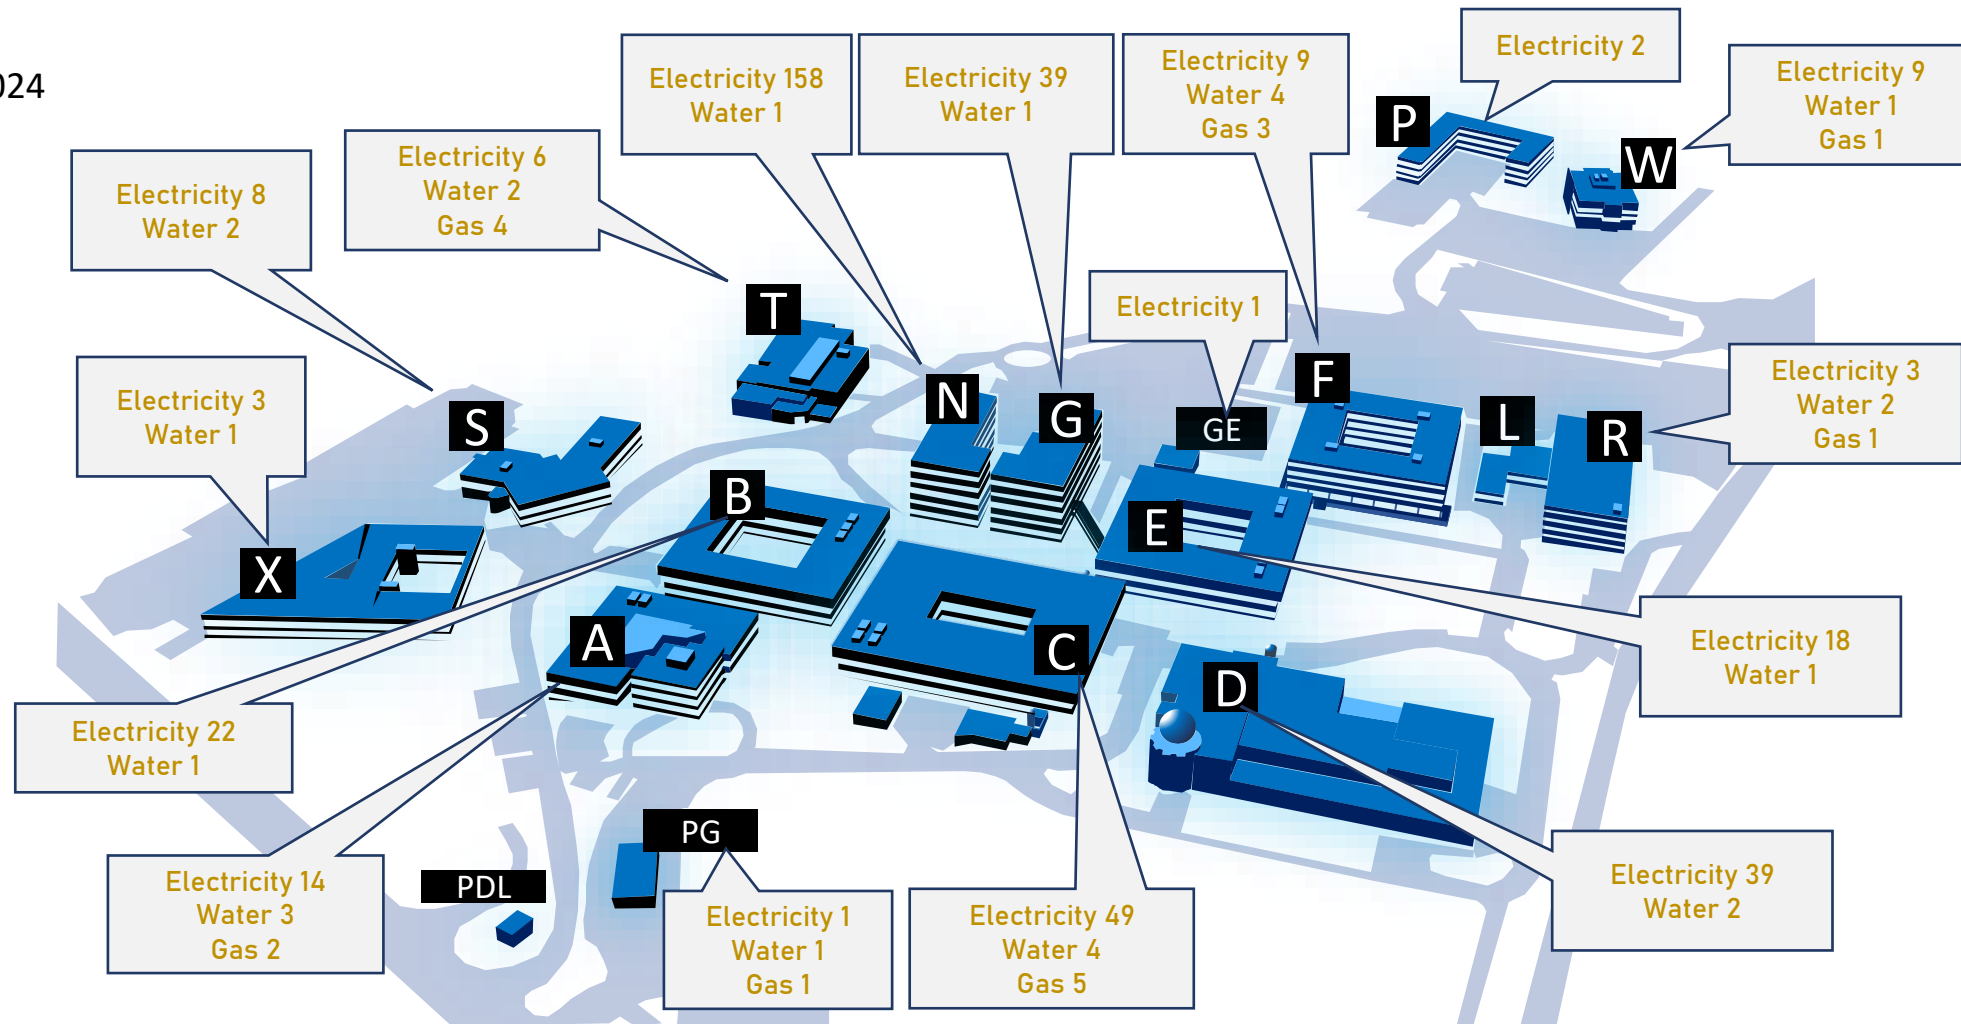 024
Electricity 158
Water 1
Electricity 39
Water 1
Electricity 9
Water 4
Gas 3
Electricity 2
Electricity 9
Water 1
Gas 1
Electricity 6
Water 2
Gas 4
Electricity 8
Water 2
P
W
T
Electricity 1
Electricity 3
Water 1
N
G
GE
F
L
R
Electricity 3
Water 2
Gas 1
S
B
E
X
A
C
D
Electricity 18
Water 1
Electricity 22
Water 1
PG
PDL
Electricity 14
Water 3
Gas 2
Electricity 1
Water 1
Gas 1
Electricity 49
Water 4
Gas 5
Electricity 39
Water 2